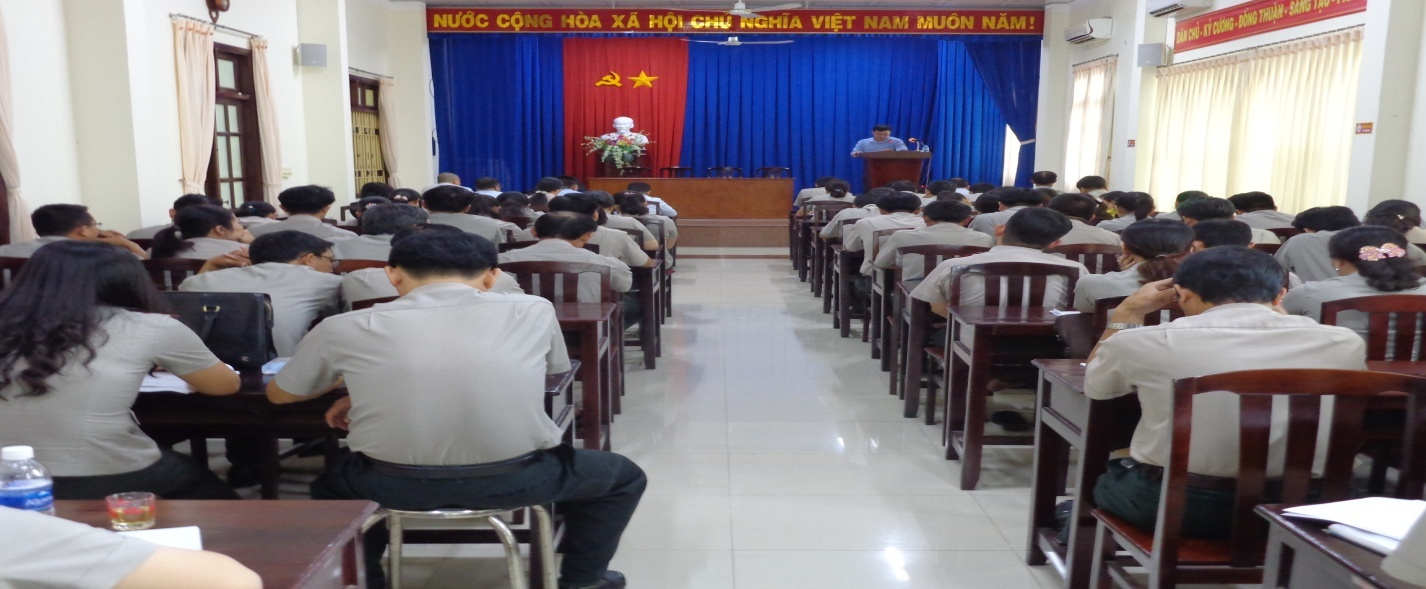 NƯỚC CỘNG HÒA XÃ HỘI CHỦ NGHĨA VIỆT NAM MUÔN NĂM!
DÂN CHỦ - KỶ CƯƠNG - ĐỒNG THUẬN - SÁNG TẠO -